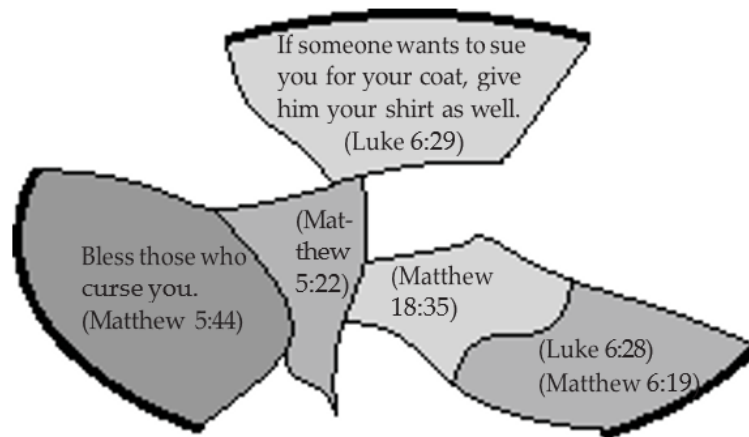 If someone wants to sue
you for your coat, give
him your shirt as well.
(Luke 6:29)
Bless those who
curse you.
(Matthew 5:44)
(Mat-
thew
5:22)
(Matthew
18:35)
(Luke 6:28)
(Matthew 6:19)